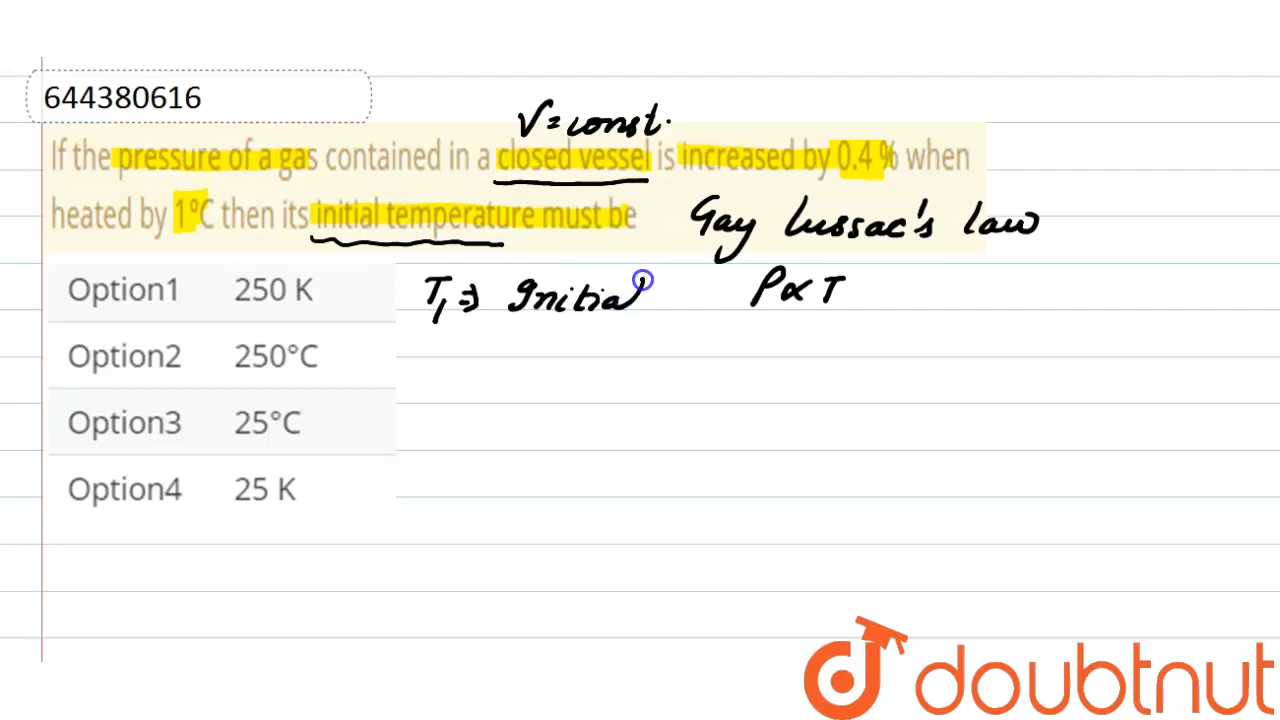 644380616
V = const.
If the pressure of a gas contained in a closed vessel is increased by 0.4 % when
heated by 1°C then its initial temperature must be
Gay lussac's law
Option1 250 K
T1 ⇒ Initial
P∝T
Option2 250°C
Option3 25°C
Option4 25 K
doubtnut